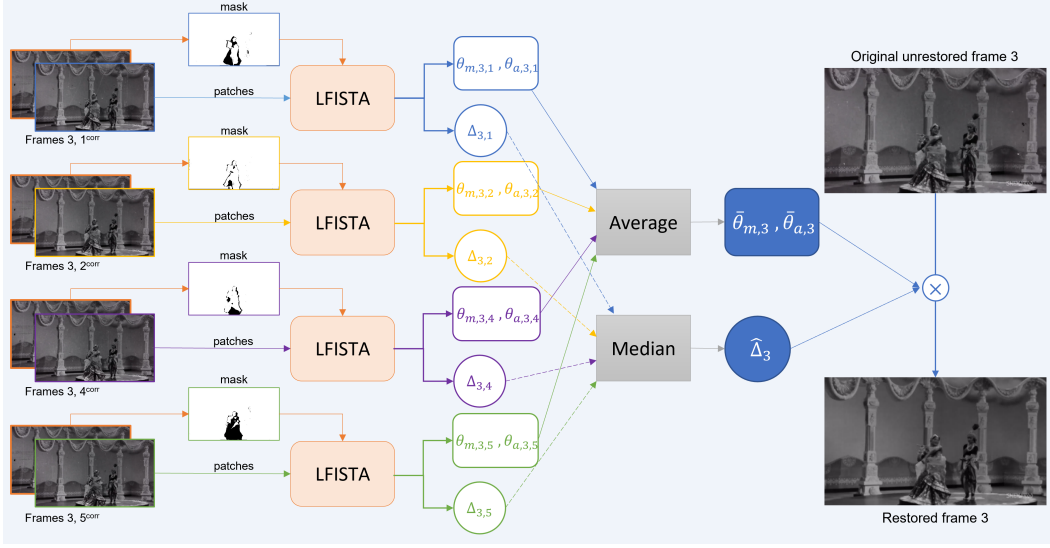 mask
patches
LFISTA
θm,3,1 , θa,3,1
Δ3,1
Frames 3, 1corr
mask
patches
LFISTA
θm,3,2 , θa,3,2
Δ3,2
Frames 3, 2corr
mask
patches
LFISTA
θm,3,4 , θa,3,4
Δ3,4
Frames 3, 4corr
mask
patches
LFISTA
θm,3,5 , θa,3,5
Δ3,5
Frames 3, 5corr
Average
Median
θ̄m,3 , θ̄a,3
Δ̂3
Original unrestored frame 3
×
Restored frame 3